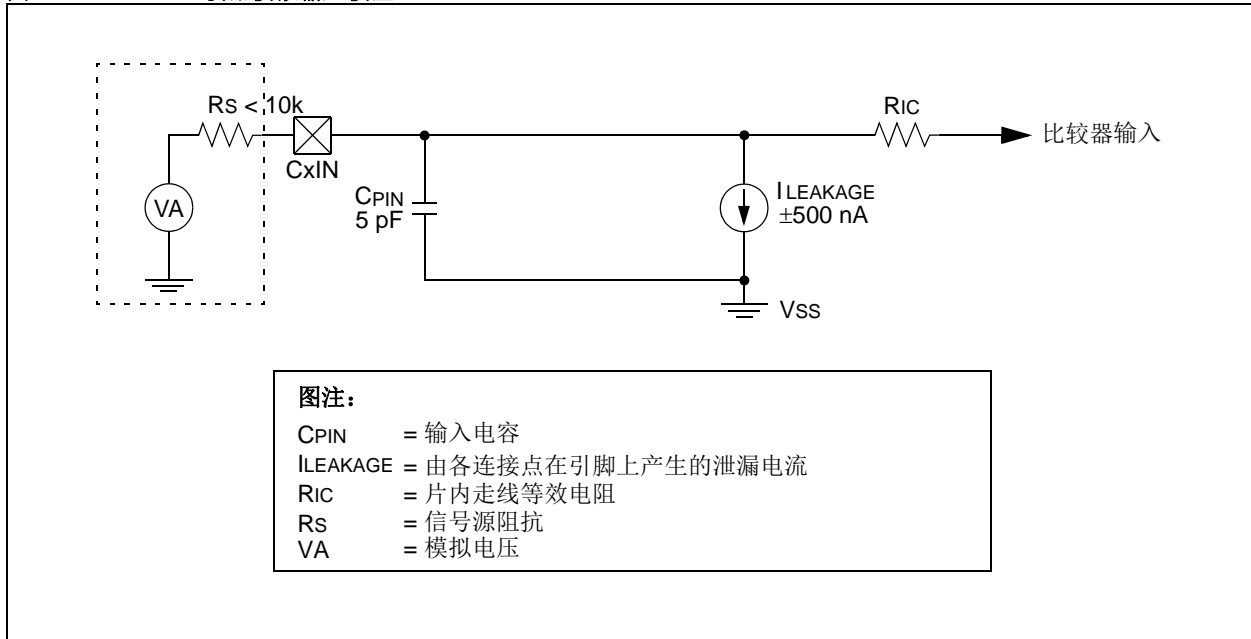 RS < 10k
RIC
比较器输入
CxIN
VA
CPIN
5 pF
ILEAKAGE
±500 nA
VSS
图注：
CPIN = 输入电容
ILEAKAGE = 由各连接点在引脚上产生的泄漏电流
RIC = 片内走线等效电阻
RS = 信号源阻抗
VA = 模拟电压